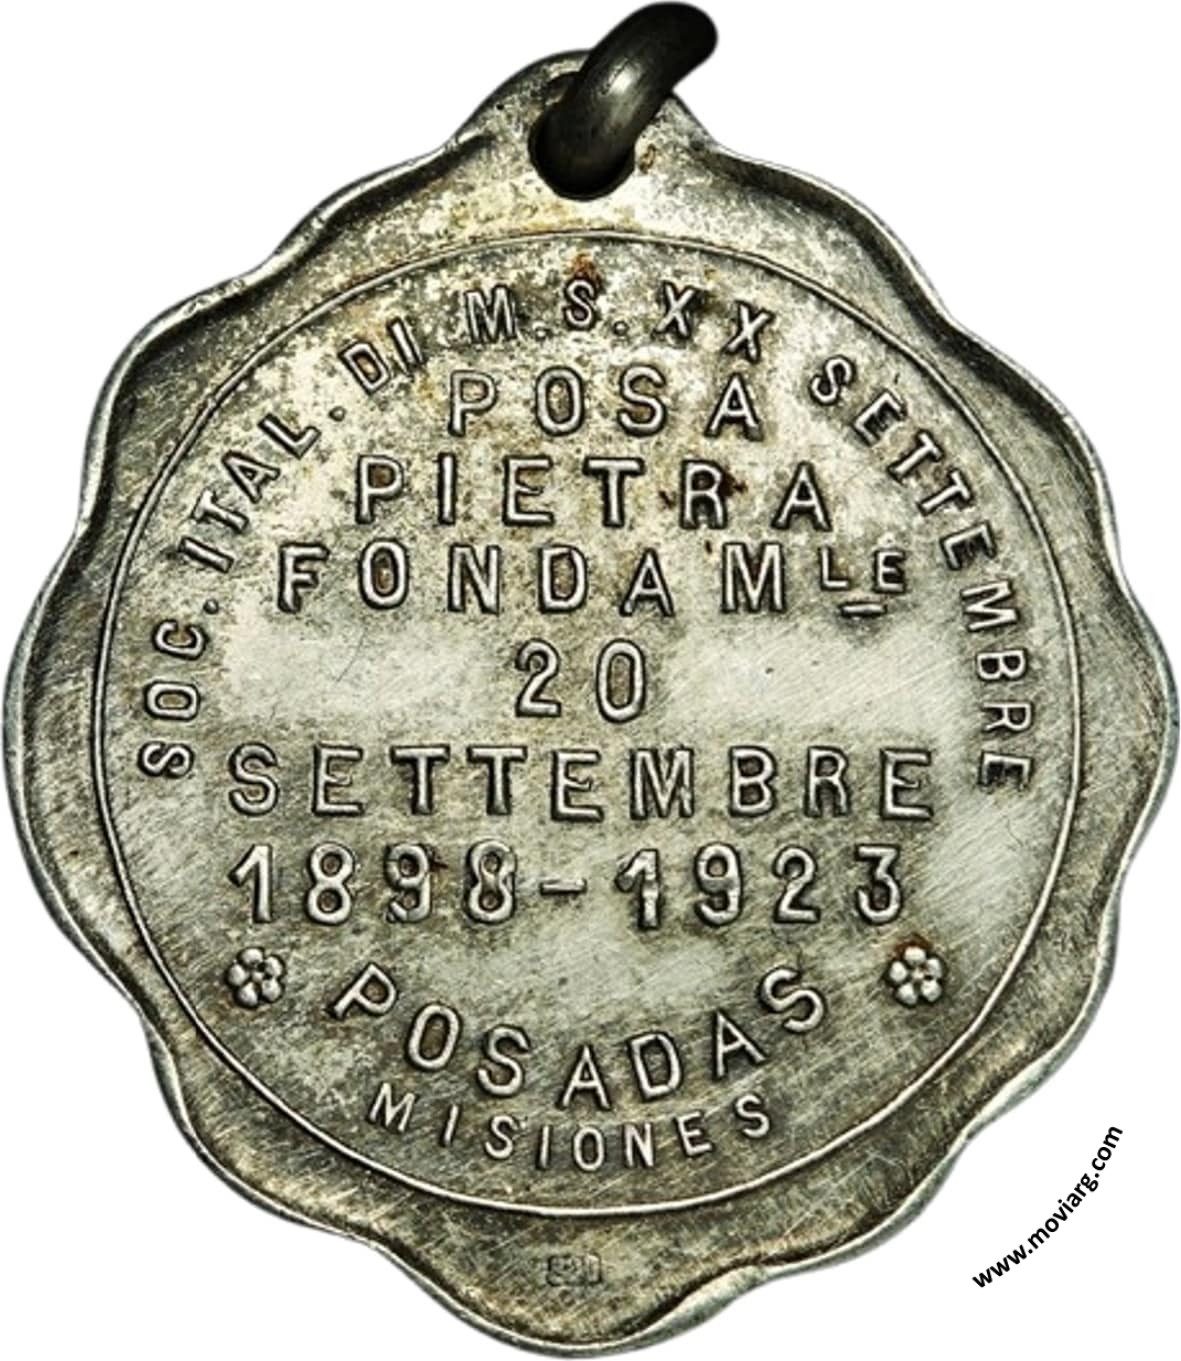 SOC. ITAL. DI M.S. XX SETTEMBRE
POSA
PIETRA
FONDAMLE
20
SETTEMBRE
1898-1923
POSADAS
MISIONES
www.moviarg.com